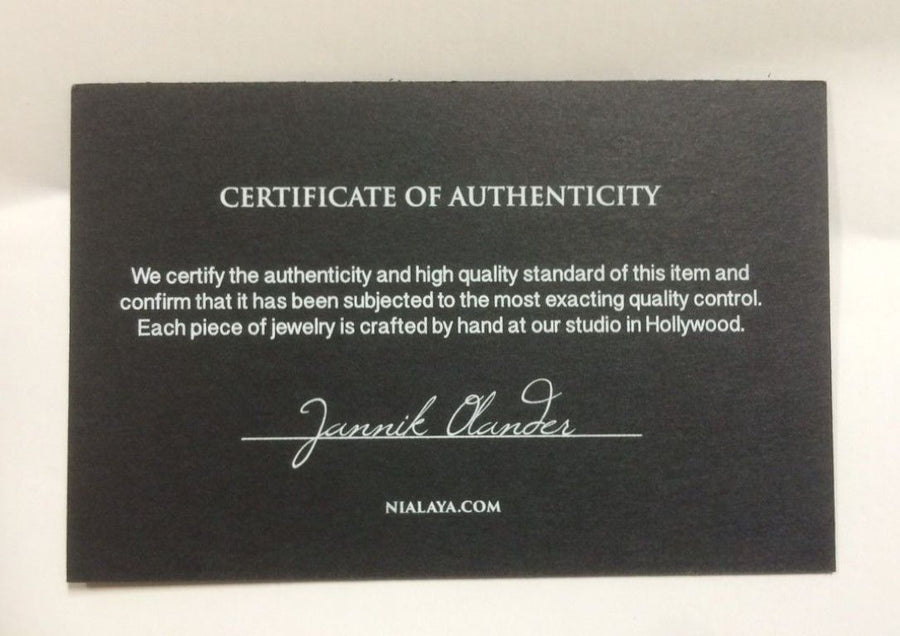 CERTIFICATE OF AUTHENTICITY
We certify the authenticity and high quality standard of this item and
confirm that it has been subjected to the most exacting quality control.
Each piece of jewelry is crafted by hand at our studio in Hollywood.
Jannik Olander
NIALAYA.COM